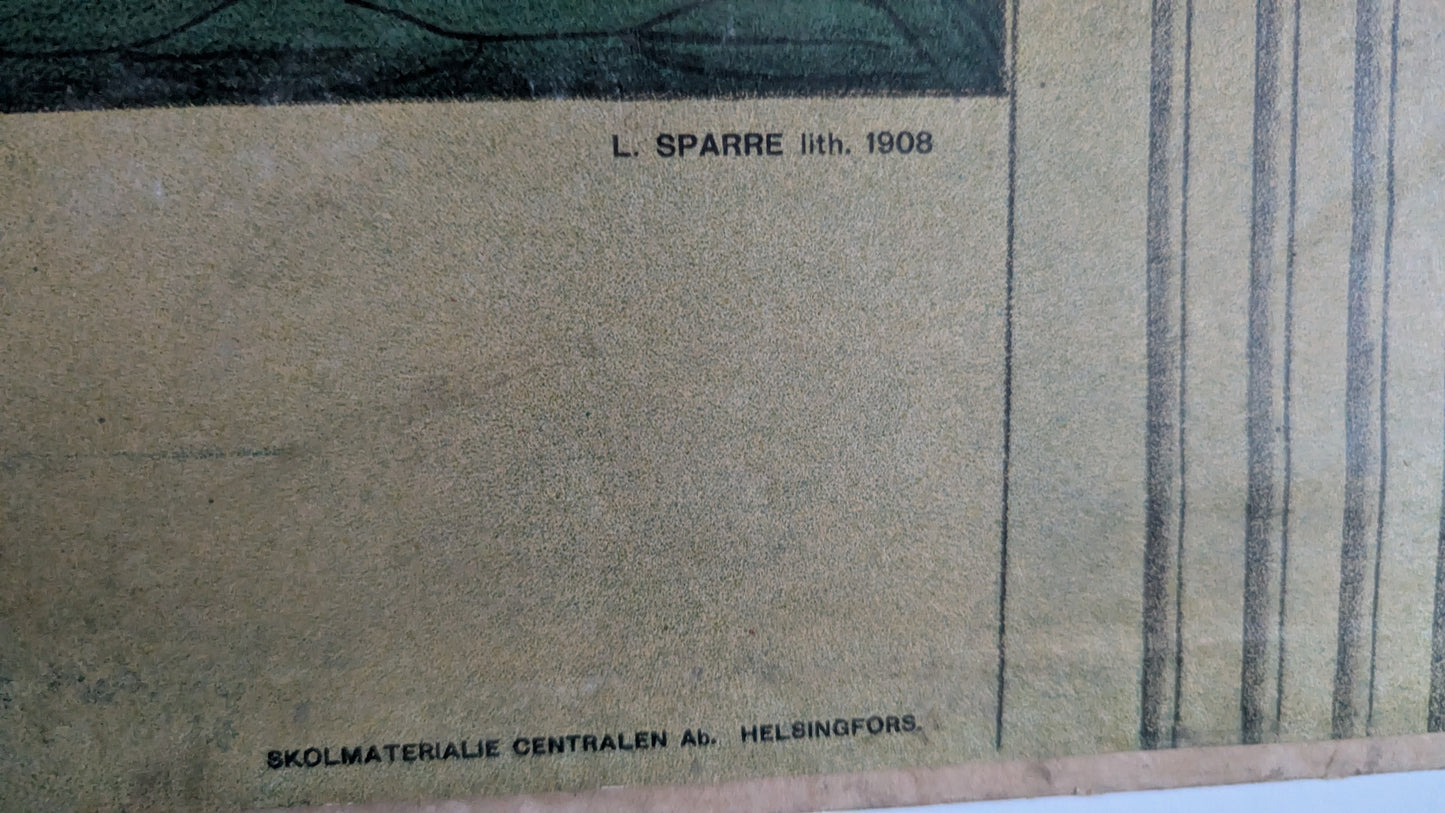 L. SPARRE lith. 1908
SKOLMATERIALIE CENTRALEN Ab. HELSINGFORS.